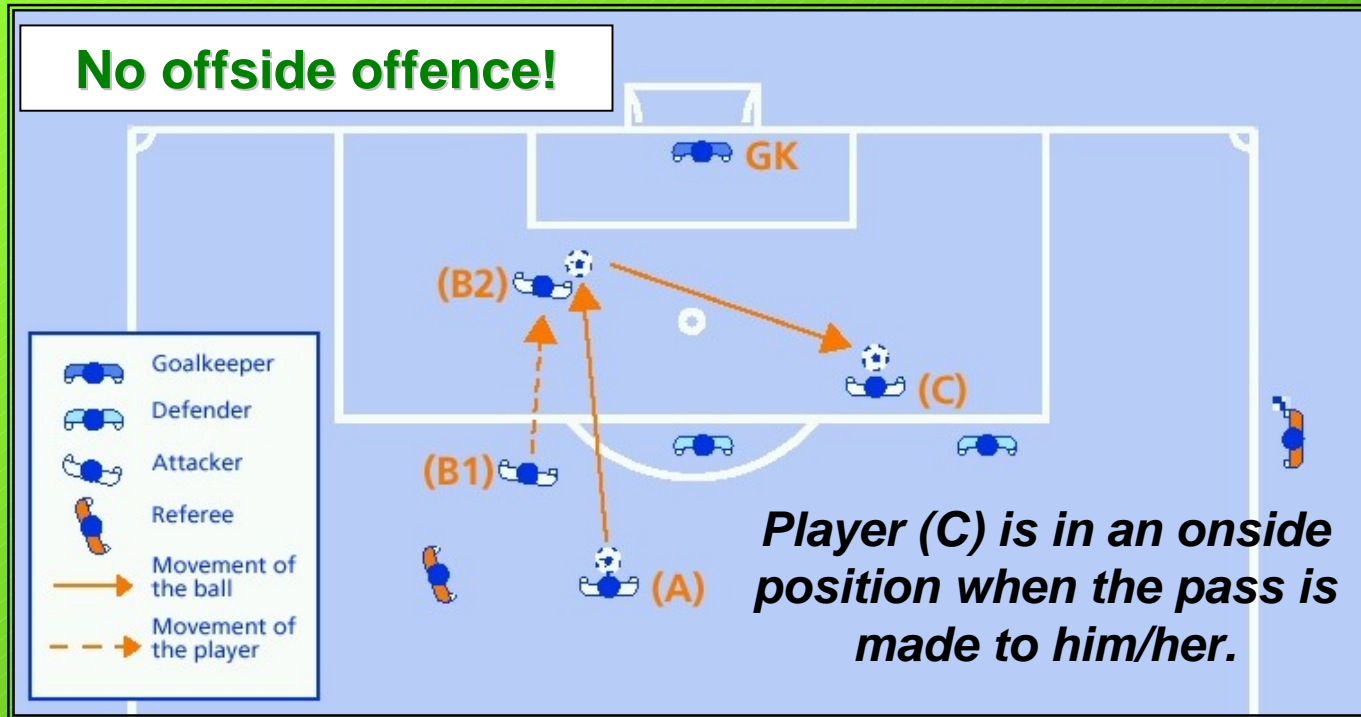 No offside offence!
GK
(B2)
(C)
(B1)
(A)
Goalkeeper
Defender
Attacker
Referee
Movement of
the ball
Movement of
the player
Player (C) is in an onside
position when the pass is
made to him/her.